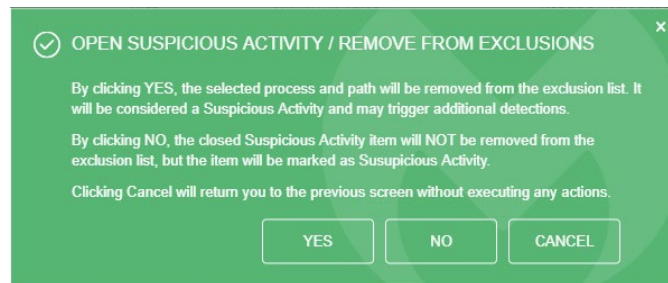 OPEN SUSPICIOUS ACTIVITY / REMOVE FROM EXCLUSIONS
By clicking YES, the selected process and path will be removed from the exclusion list. It
will be considered a Suspicious Activity and may trigger additional detections.
By clicking NO, the closed Suspicious Activity item will NOT be removed from the
exclusion list, but the item will be marked as Susupicious Activity.
Clicking Cancel will return you to the previous screen without executing any actions.
YES NO CANCEL